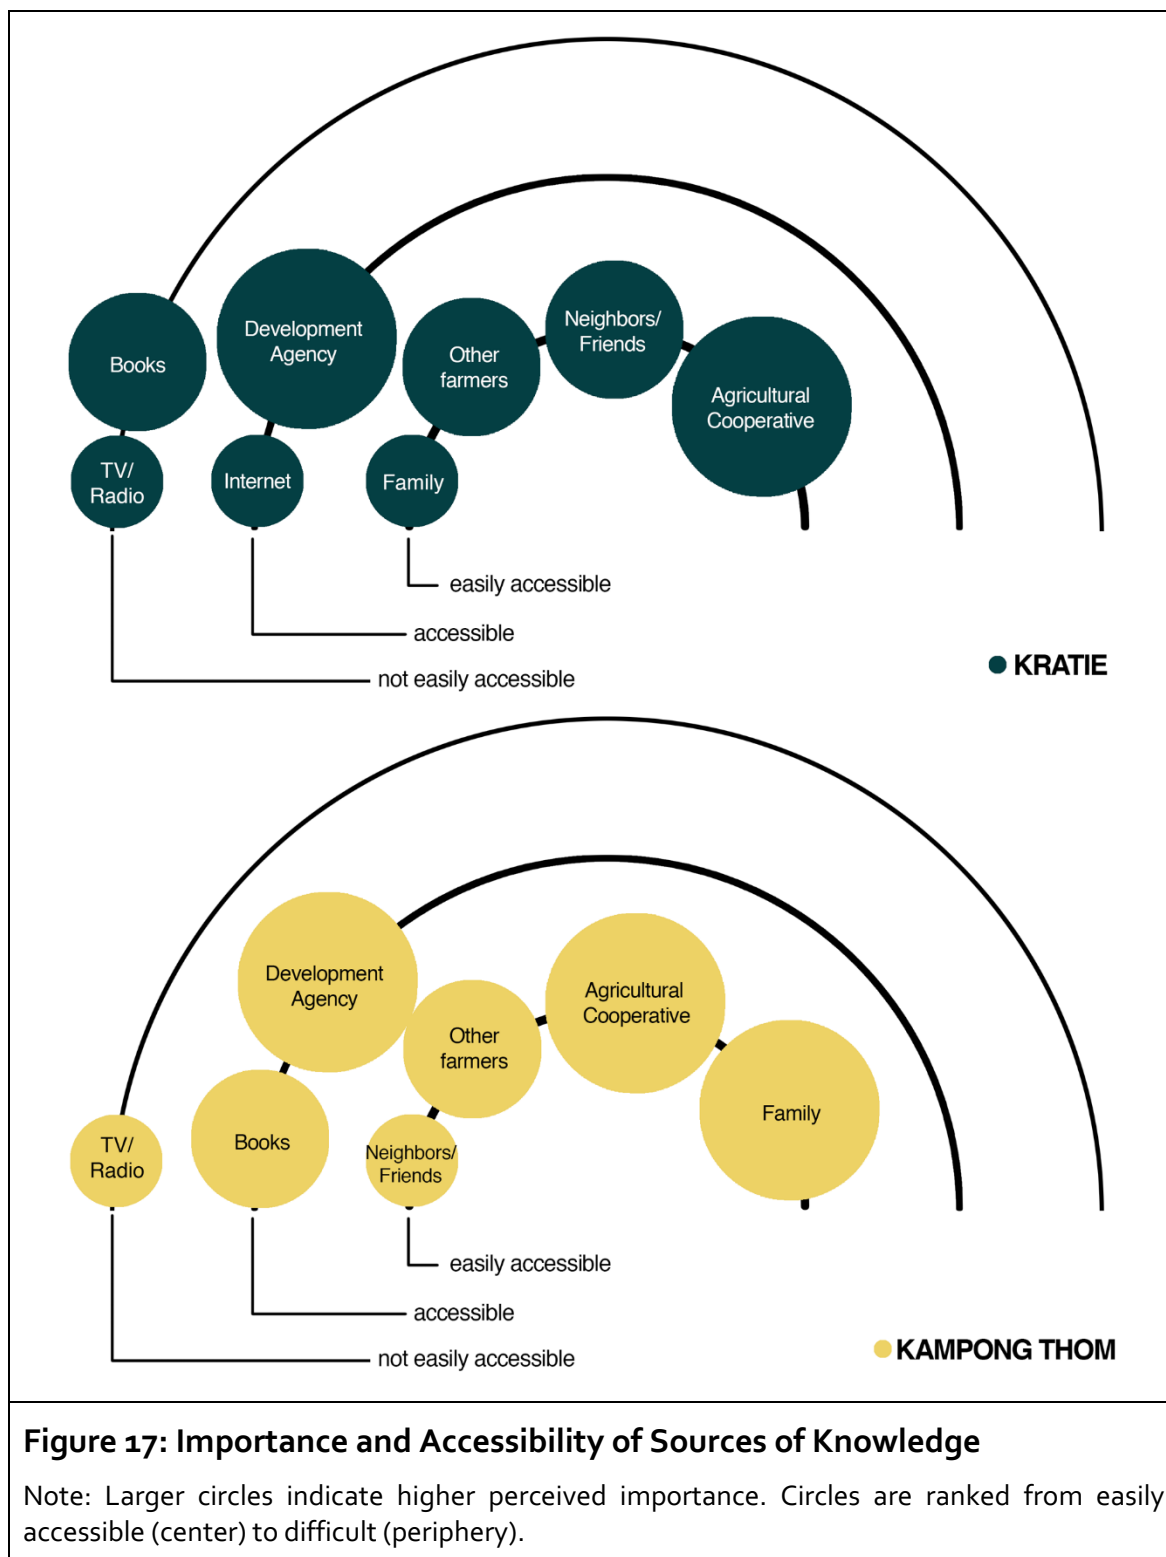 Books
Development
Agency
Other
farmers
Neighbors/
Friends
Agricultural
Cooperative
TV/
Radio
Internet
Family
easily accessible
accessible
not easily accessible
KRATIE
Development
Agency
Other
farmers
Agricultural
Cooperative
Family
TV/
Radio
Books
Neighbors/
Friends
easily accessible
accessible
not easily accessible
KAMPONG THOM
Figure 17: Importance and Accessibility of Sources of Knowledge
Note: Larger circles indicate higher perceived importance. Circles are ranked from easily
accessible (center) to difficult (periphery).